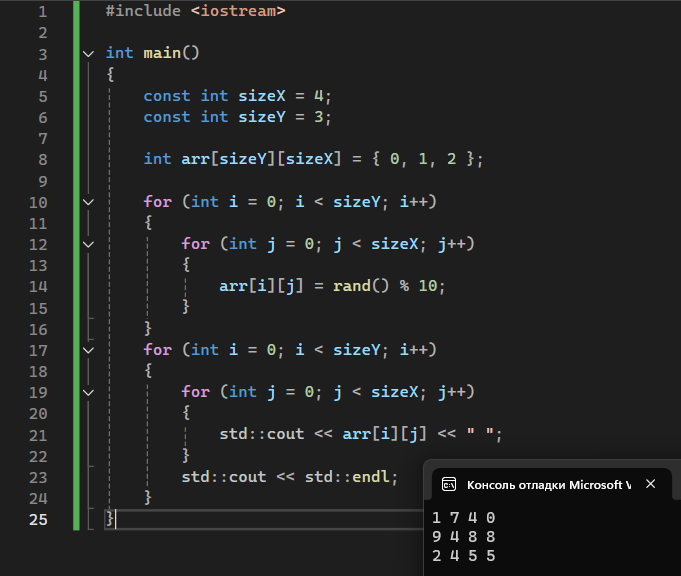 1 #include <iostream>
2
3 int main()
4 {
5 const int sizeX = 4;
6 const int sizeY = 3;
7
8 int arr[sizeY][sizeX] = { 0, 1, 2 };
9
10 for (int i = 0; i < sizeY; i++)
11 {
12 for (int j = 0; j < sizeX; j++)
13 {
14 arr[i][j] = rand() % 10;
15 }
16 }
17 for (int i = 0; i < sizeY; i++)
18 {
19 for (int j = 0; j < sizeX; j++)
20 {
21 std::cout << arr[i][j] << " ";
22 }
23 std::cout << std::endl;
24 }
25 }
Консоль отладки Microsoft V
1 7 4 0
9 4 8 8
2 4 5 5